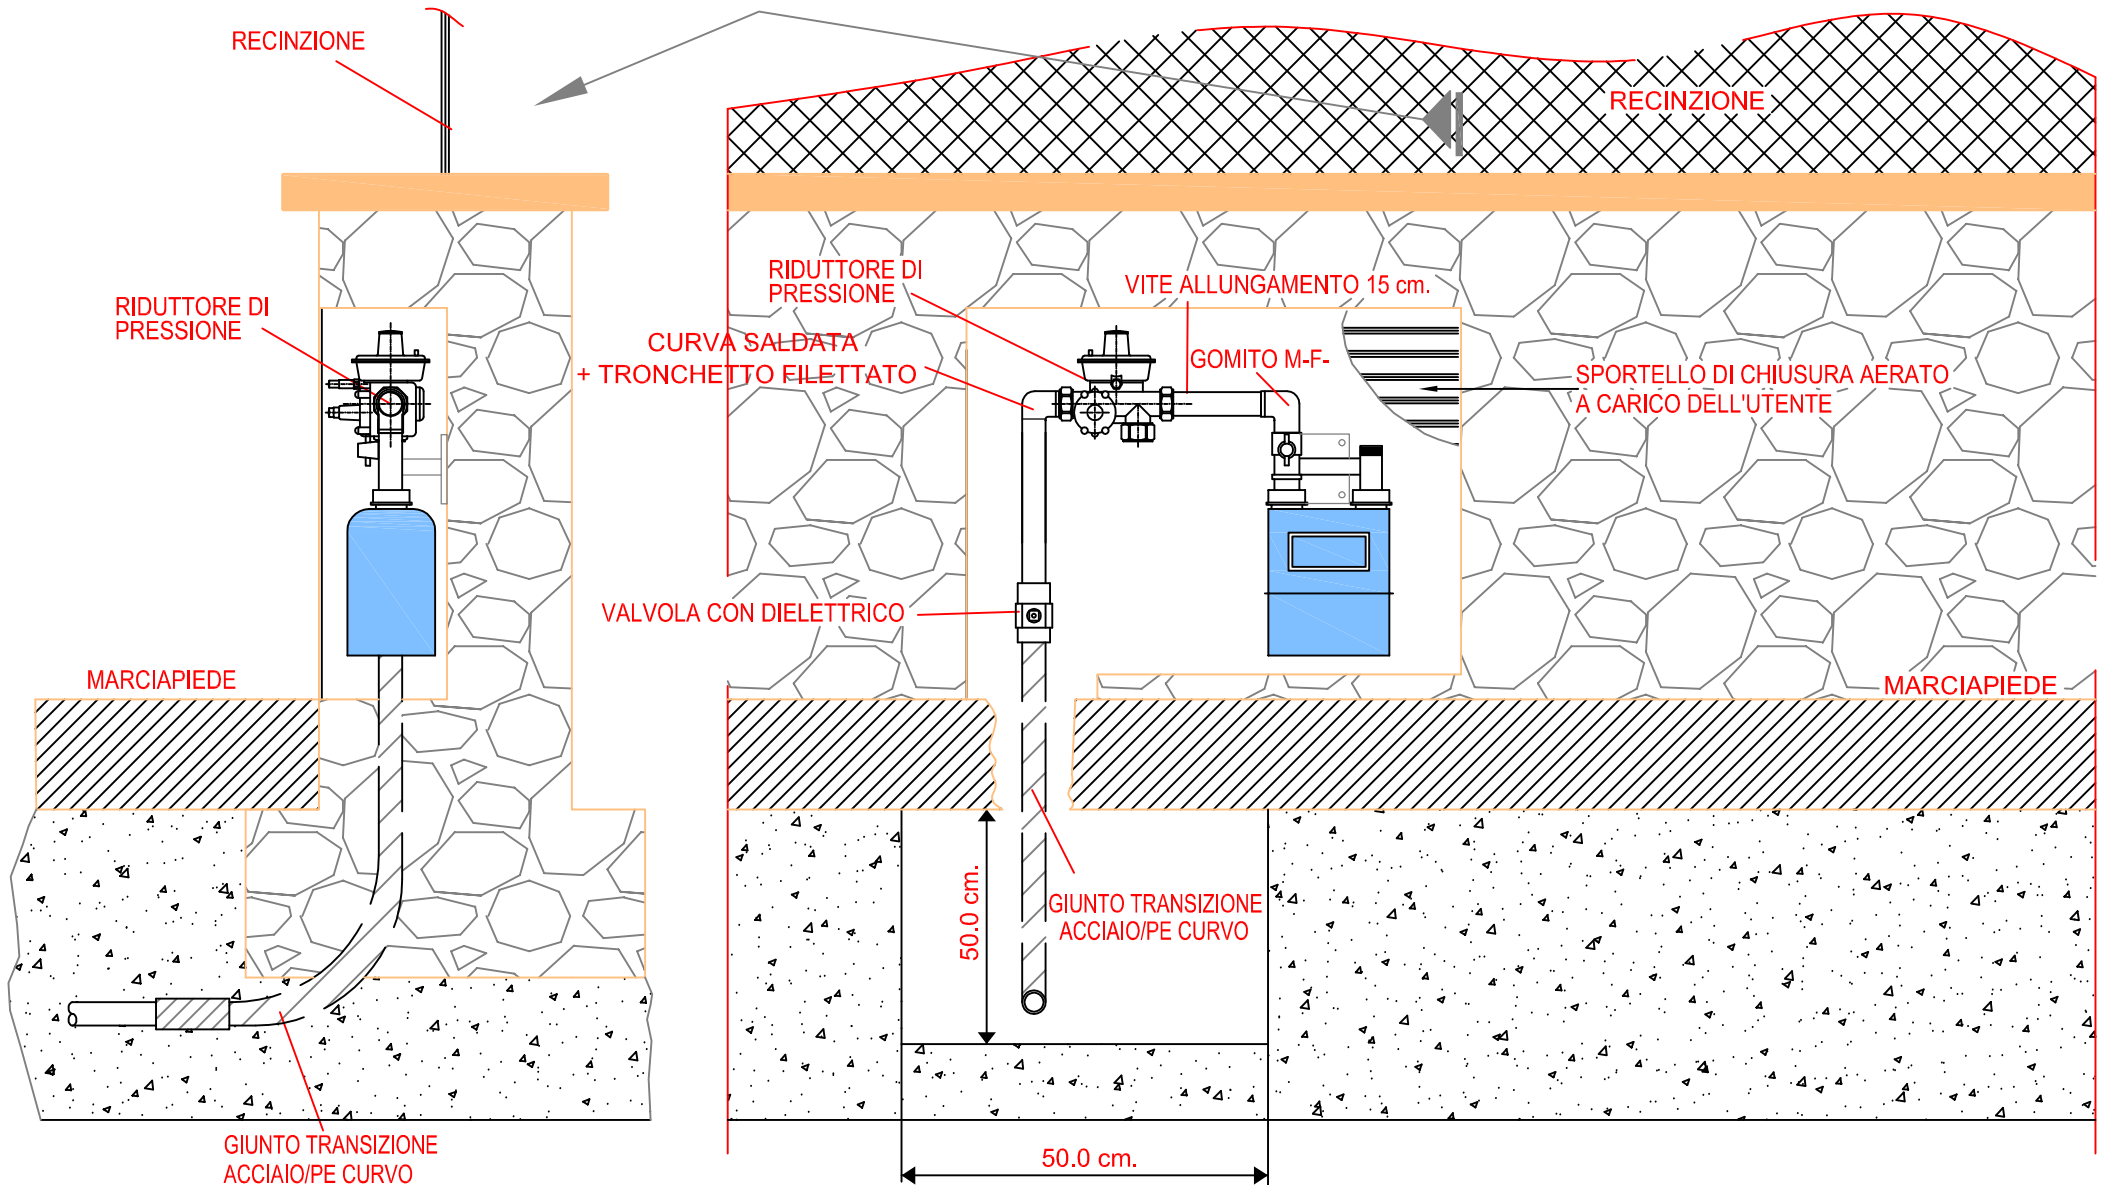 RECINZIONE
RIDUTTORE DI
PRESSIONE
MARCIAPIEDE
GIUNTO TRANSIZIONE
ACCIAIO/PE CURVO
RECINZIONE
RIDUTTORE DI
PRESSIONE
VITE ALLUNGAMENTO 15 cm.
CURVA SALDATA
+ TRONCHETTO FILETTATO
GOMITO M-F-
SPORTELLO DI CHIUSURA AERATO
A CARICO DELL'UTENTE
VALVOLA CON DIELETTRICO
MARCIAPIEDE
50.0 cm.
GIUNTO TRANSIZIONE
ACCIAIO/PE CURVO
50.0 cm.